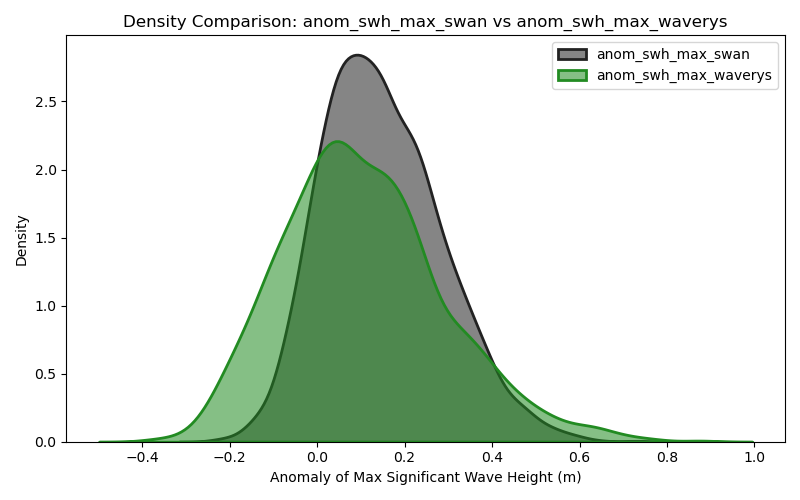 Density Comparison: anom_swh_max_swan vs anom_swh_max_waverys
anom_swh_max_swan
anom_swh_max_waverys
Density
2.5
2.0
1.5
1.0
0.5
0.0
−0.4 −0.2 0.0 0.2 0.4 0.6 0.8 1.0
Anomaly of Max Significant Wave Height (m)